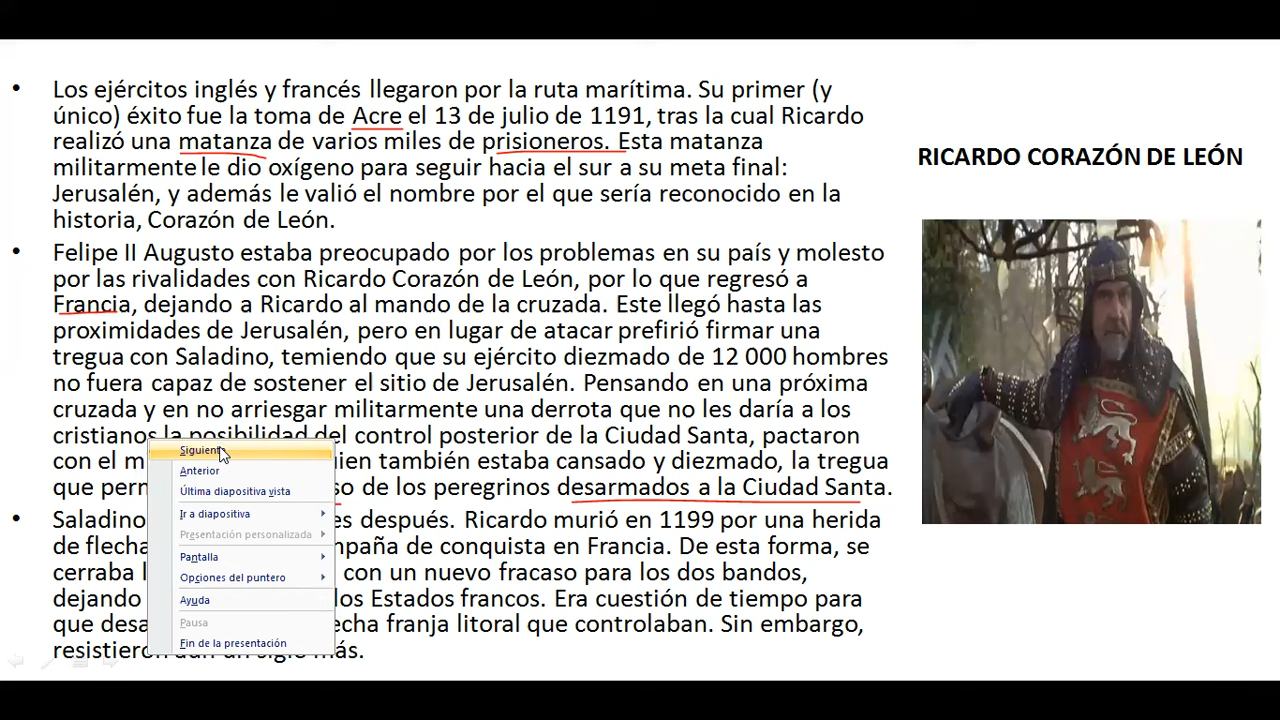 • Los ejércitos inglés y francés llegaron por la ruta marítima. Su primer (y
único) éxito fue la toma de Acre el 13 de julio de 1191, tras la cual Ricardo
realizó una matanza de varios miles de prisioneros. Esta matanza
militarmente le dio oxígeno para seguir hacia el sur a su meta final:
Jerusalén, y además le valió el nombre por el que sería reconocido en la
historia, Corazón de León.
• Felipe II Augusto estaba preocupado por los problemas en su país y molesto
por las rivalidades con Ricardo Corazón de León, por lo que regresó a
Francia, dejando a Ricardo al mando de la cruzada. Este llegó hasta las
proximidades de Jerusalén, pero en lugar de atacar prefirió firmar una
tregua con Saladino, temiendo que su ejército diezmado de 12 000 hombres
no fuera capaz de sostener el sitio de Jerusalén. Pensando en una próxima
cruzada y en no arriesgar militarmente una derrota que no les daría a los
cristianos la posibilidad del control posterior de la Ciudad Santa, pactaron
con el también estaba cansado y diezmado, la tregua
que de los peregrinos desarmados a la Ciudad Santa.
• Saladino después. Ricardo murió en 1199 por una herida
de flecha de conquista en Francia. De esta forma, se
cerraba con un nuevo fracaso para los dos bandos,
dejando los Estados francos. Era cuestión de tiempo para
que franja litoral que controlaban. Sin embargo,
resistieron aún un siglo más.
RICARDO CORAZÓN DE LEÓN
Siguiente
Anterior
Última diapositiva vista
Ir a diapositiva
Presentación personalizada
Pantalla
Opciones del puntero
Ayuda
Pausa
Fin de la presentación